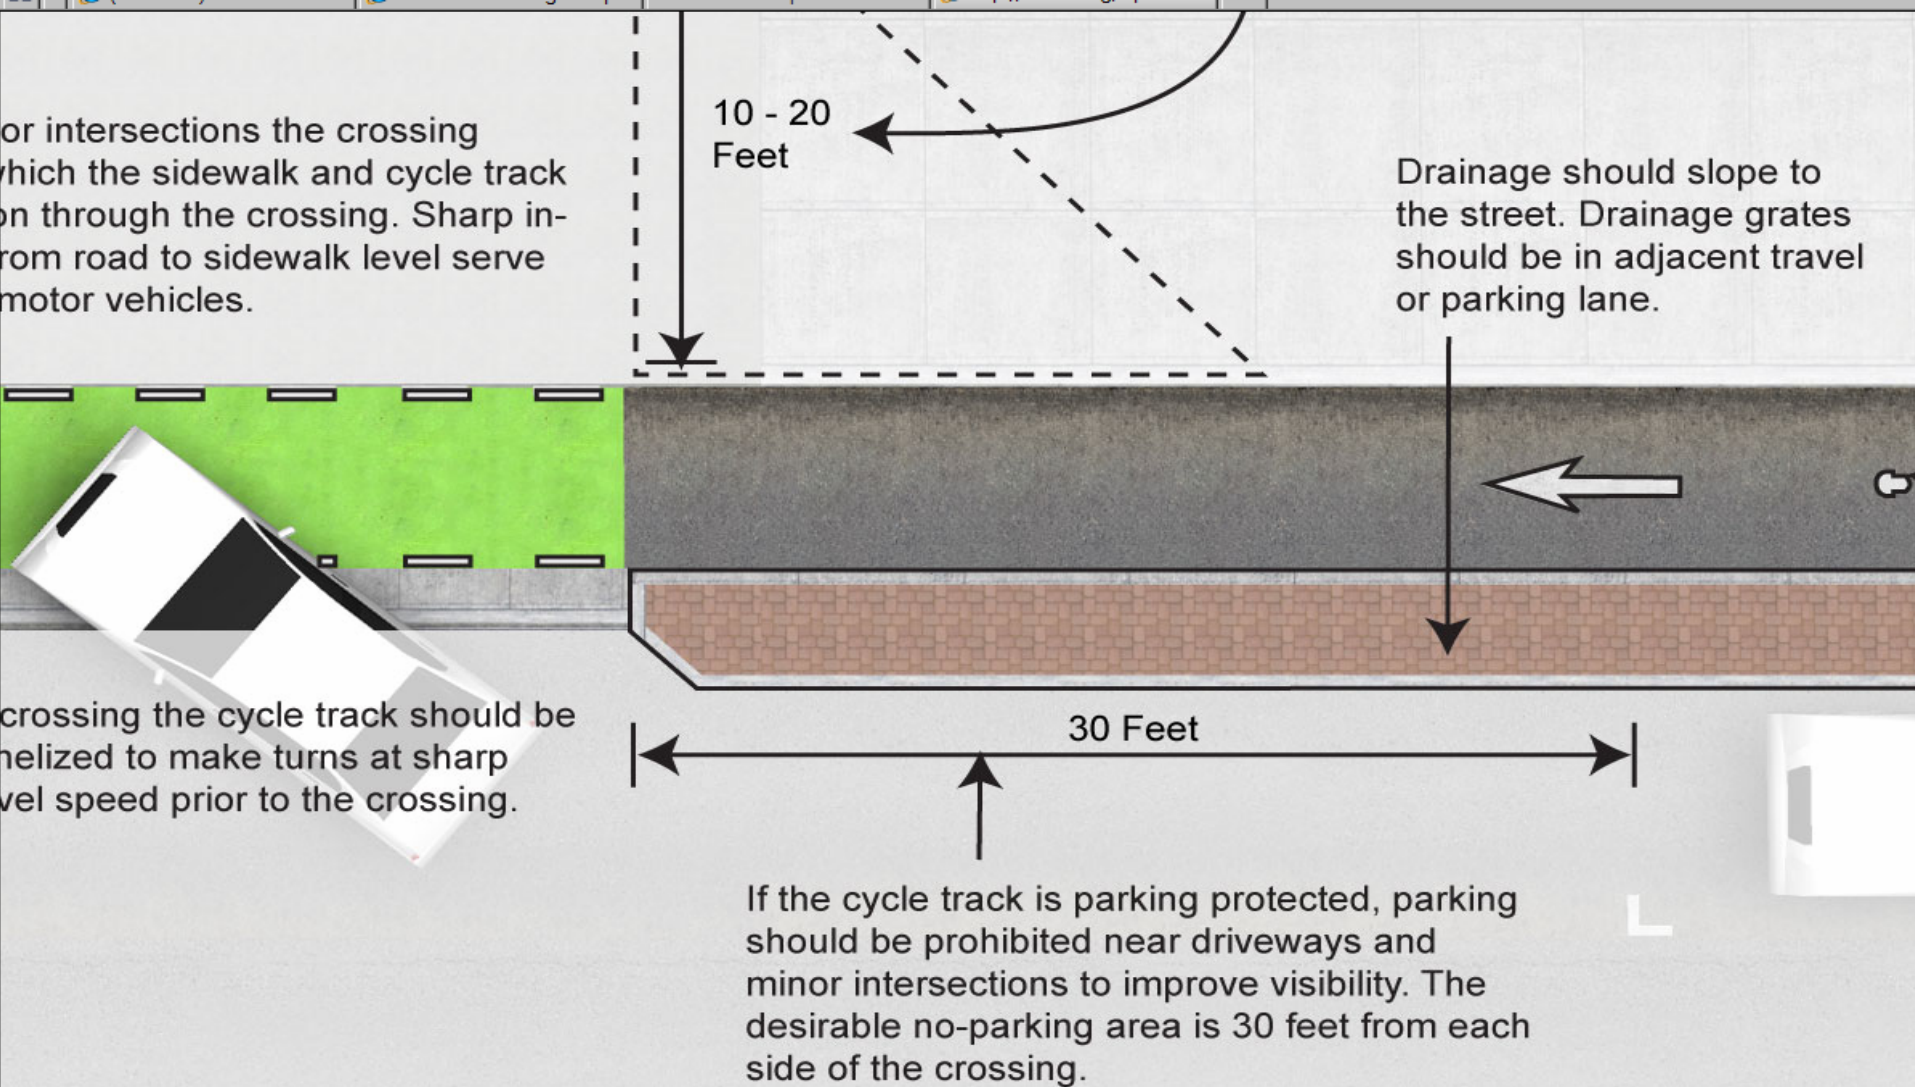 or intersections the crossing
which the sidewalk and cycle track
on through the crossing. Sharp in-
rom road to sidewalk level serve
motor vehicles.
10 - 20
Feet
Drainage should slope to
the street. Drainage grates
should be in adjacent travel
or parking lane.
crossing the cycle track should be
nelized to make turns at sharp
vel speed prior to the crossing.
30 Feet
If the cycle track is parking protected, parking
should be prohibited near driveways and
minor intersections to improve visibility. The
desirable no-parking area is 30 feet from each
side of the crossing.